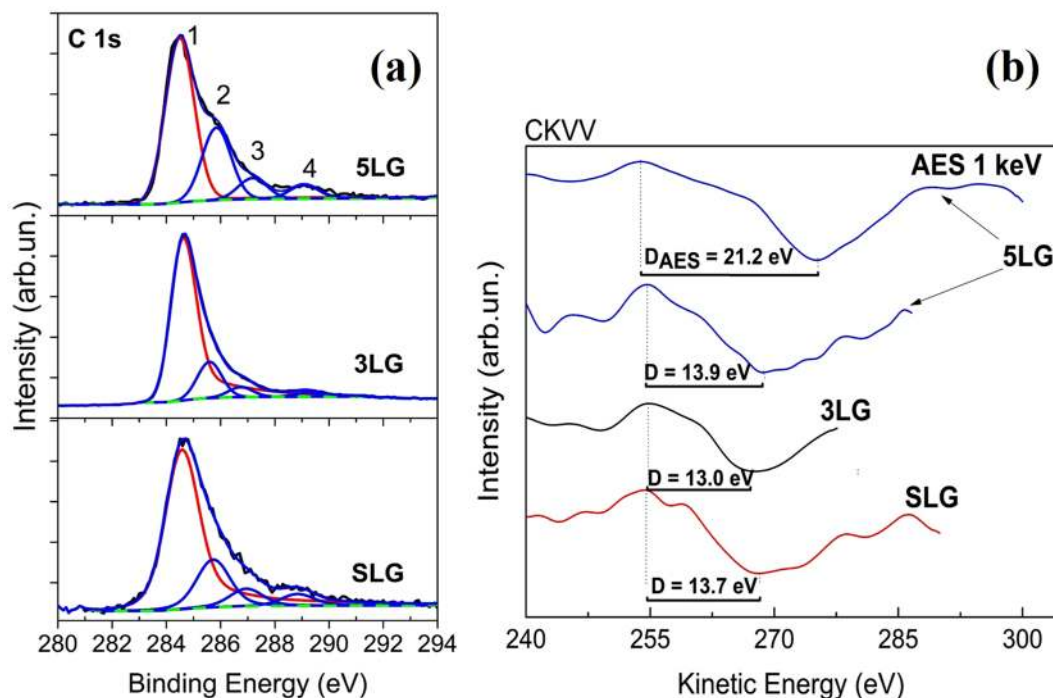 C 1s
(a)
1
2
3
4
5LG
3LG
SLG
Intensity (arb.un.)
280 282 284 286 288 290 292 294
Binding Energy (eV)
(b)
CKVV
AES 1 keV
5LG
D_AES = 21.2 eV
D = 13.9 eV
3LG
D = 13.0 eV
SLG
D = 13.7 eV
Intensity (arb.un.)
240 255 270 285 300
Kinetic Energy (eV)